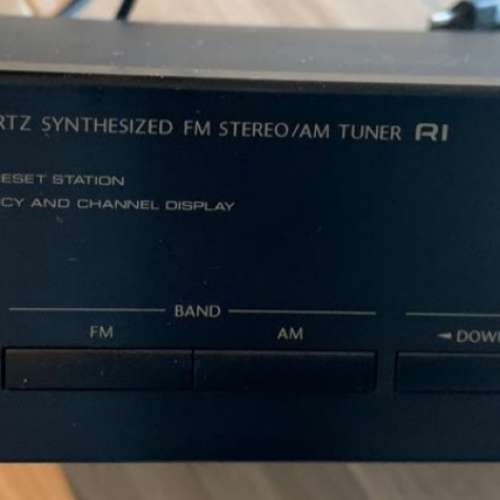 RTZ SYNTHESIZED FM STEREO/AM TUNER RI
ESET STATION
CY AND CHANNEL DISPLAY
BAND
FM AM DOW